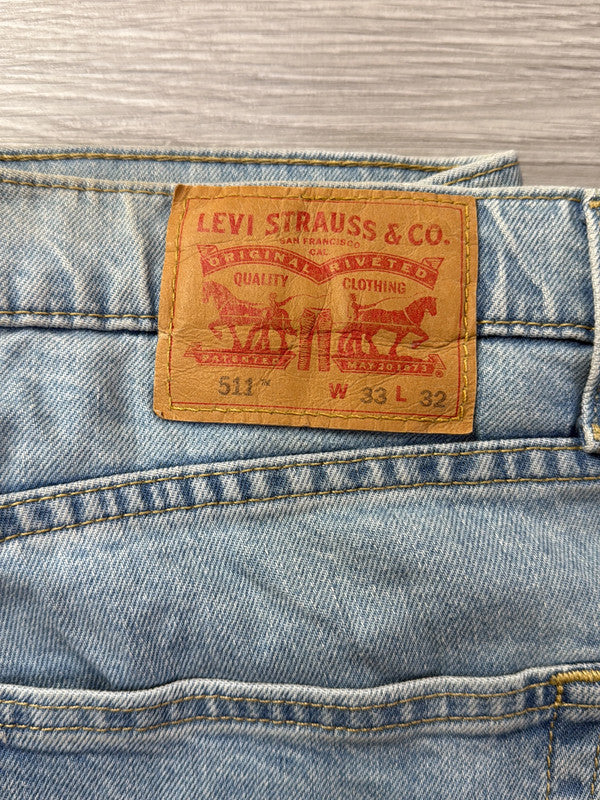 LEVI STRAUSS & CO.
SAN FRANCISCO
CAL
ORIGINAL RIVETED
QUALITY CLOTHING
PATENTED MAY 20 1873 ®
511™ W 33 L 32